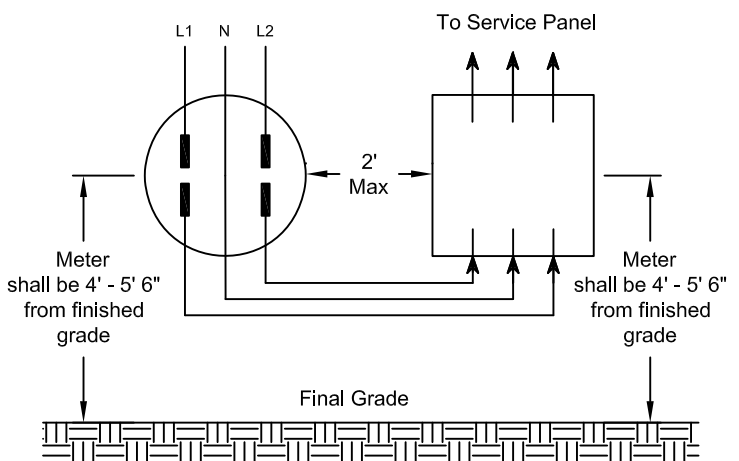 L1 N L2
To Service Panel
2'
Max
Meter
shall be 4' - 5' 6"
from finished
grade
Meter
shall be 4' - 5' 6"
from finished
grade
Final Grade